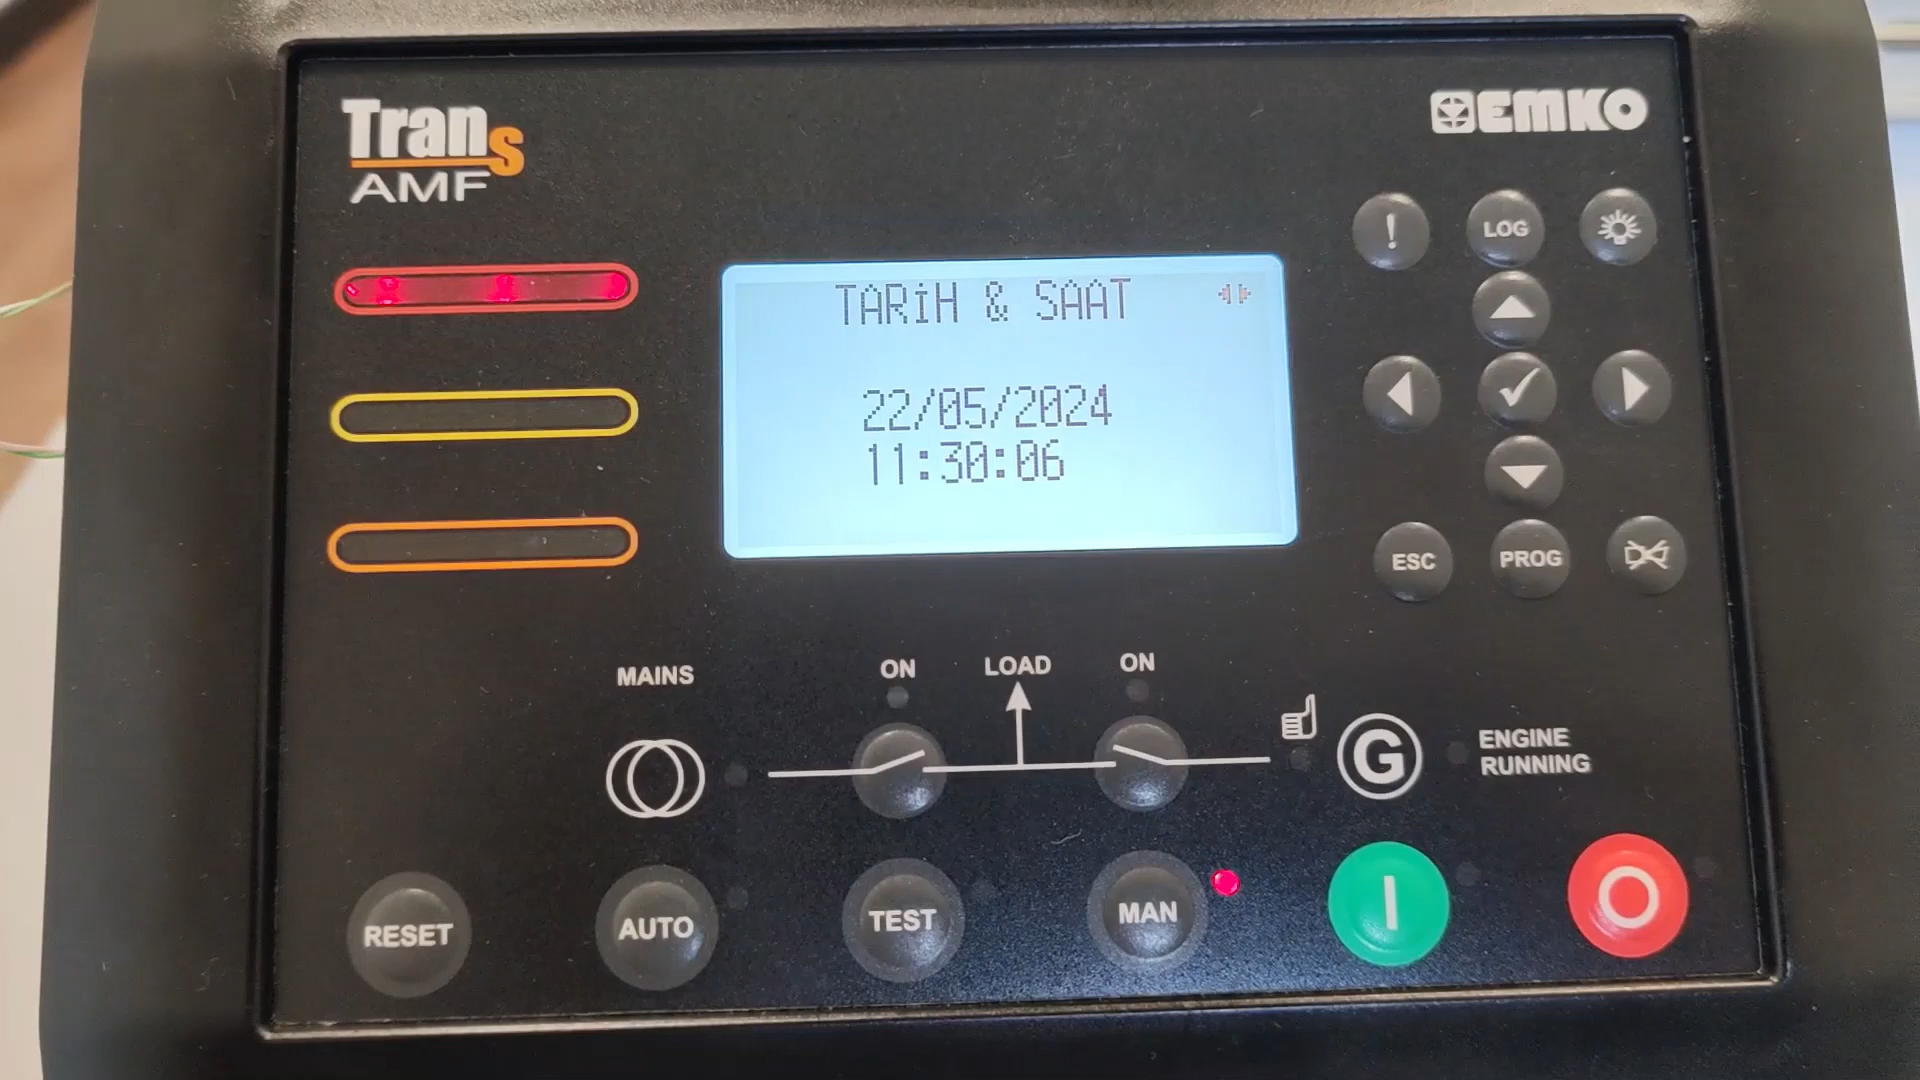 Trans
AMF
EMKO
!
LOG
TARİH & SAAT
22/05/2024
11:30:06
ESC
PROG
MAINS
ON
LOAD
ON
G
ENGINE
RUNNING
RESET
AUTO
TEST
MAN
I
O